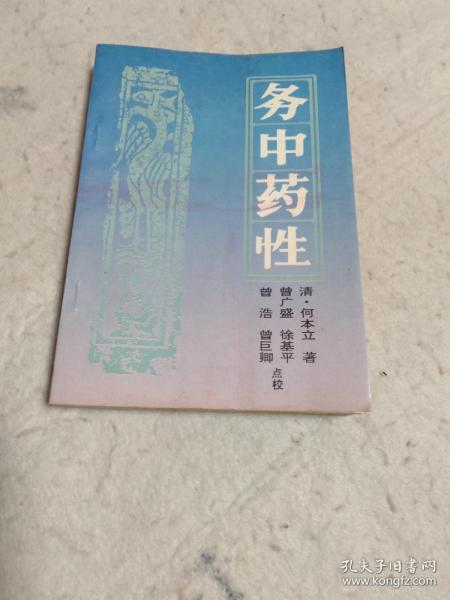 务中药性
清·何本立 著
曾广盛 徐基平
曾 浩 曾巨卿 点校
孔夫子旧书网
www.kongfz.com